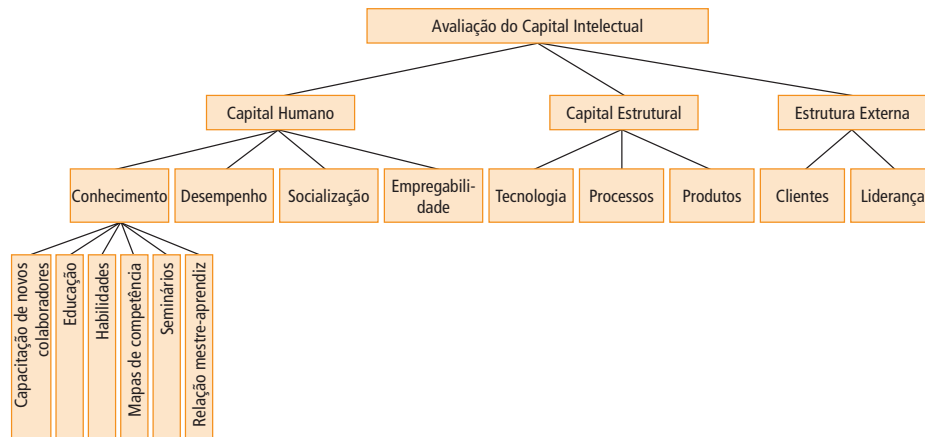 Avaliação do Capital Intelectual
Capital Humano
Capital Estrutural
Estrutura Externa
Conhecimento
Desempenho
Socialização
Empregabili-
dade
Tecnologia
Processos
Produtos
Clientes
Liderança
Capacitação de novos
colaboradores
Educação
Habilidades
Mapas de competência
Seminários
Relação mestre-aprendiz